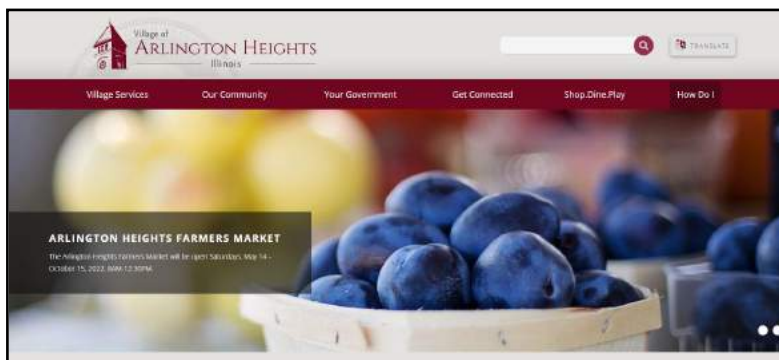 Village of
ARLINGTON HEIGHTS
Illinois
TRANSLATE
Village Services
Our Community
Your Government
Get Connected
Shop.Dine.Play
How Do I
ARLINGTON HEIGHTS FARMERS MARKET
The Arlington Heights Farmers Market will be open Saturdays, May 14 -
October 15, 2022, 8AM-12:30PM.